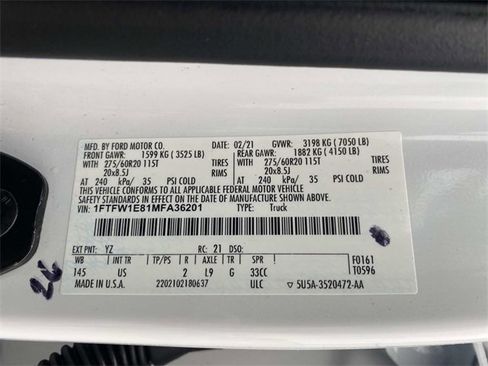 MFD. BY FORD MOTOR CO. 02/21 GVWR: 3198 KG ( 7050 LB)
FRONT GAWR: 1599 KG ( 3525 LB) REAR GAWR: 1882 KG ( 4150 LB)
WITH 275/60R20 115T TIRES WITH 275/60R20 115T TIRES
20x8.5J RIMS 20x8.5J RIMS
AT 240 kPa/ 35 PSI COLD AT 240 kPa/ 35 PSI COLD
THIS VEHICLE CONFORMS TO ALL APPLICABLE FEDERAL MOTOR VEHICLE
SAFETY STANDARDS IN EFFECT ON THE DATE OF MANUFACTURE SHOWN ABOVE.
VIN: 1FTFW1E81MFA36201 TYPE: Truck
EXT PNT: YZ RC: 21 DSO: F0161
WB INT TR TP/PS R AXLE TR SPR T0596
145 US 2 L9 G 33CC
MADE IN U.S.A. 2202102180637 ULC 5U5A-3520472-AA